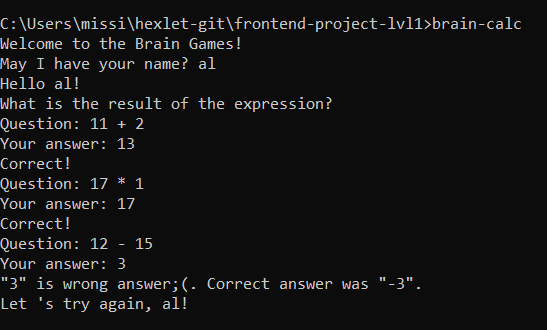 C:\Users\missi\hexlet-git\frontend-project-lvl1>brain-calc
Welcome to the Brain Games!
May I have your name? al
Hello al!
What is the result of the expression?
Question: 11 + 2
Your answer: 13
Correct!
Question: 17 * 1
Your answer: 17
Correct!
Question: 12 - 15
Your answer: 3
"3" is wrong answer;(. Correct answer was "-3".
Let 's try again, al!